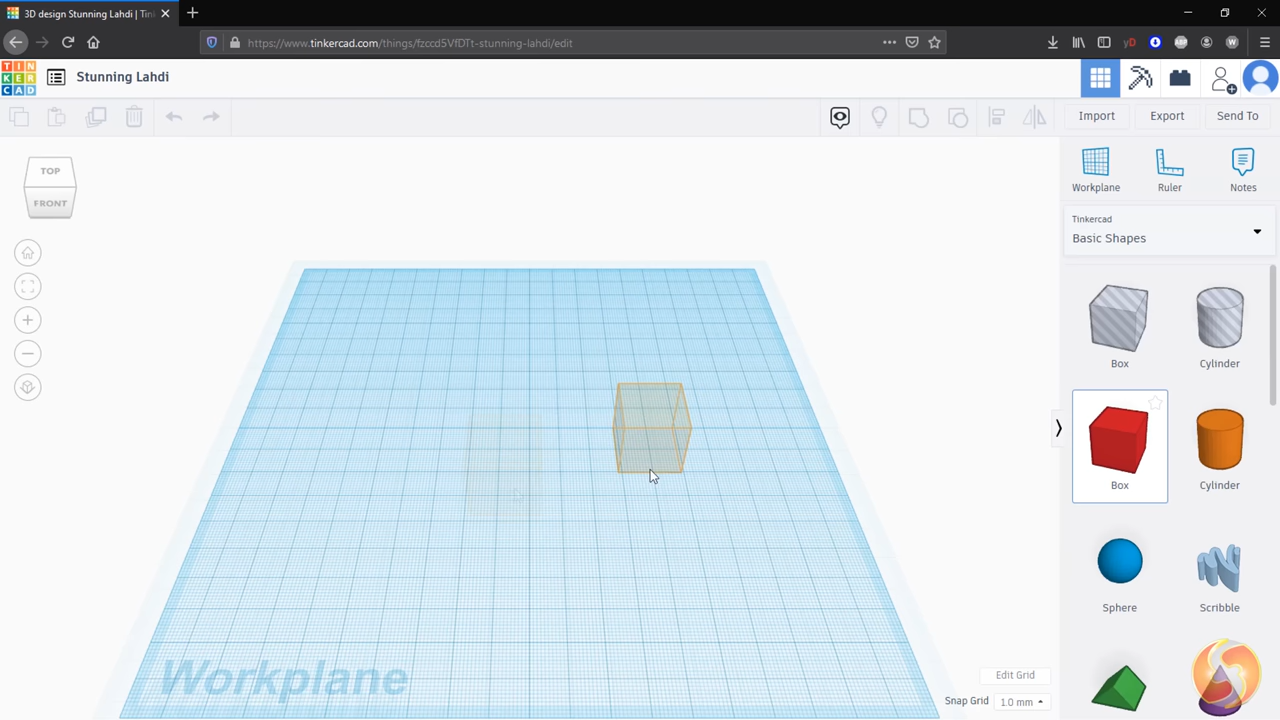 3D design Stunning Lahdi | Tin
https://www.tinkercad.com/things/fzccd5VfDTt-stunning-lahdi/edit
yD
ABP
W
TIN
KER
CAD
Stunning Lahdi
Import
Export
Send To
TOP
FRONT
Workplane
Ruler
Notes
Tinkercad
Basic Shapes
Box
Cylinder
Box
Cylinder
Sphere
Scribble
Workplane
Edit Grid
Snap Grid
1.0 mm